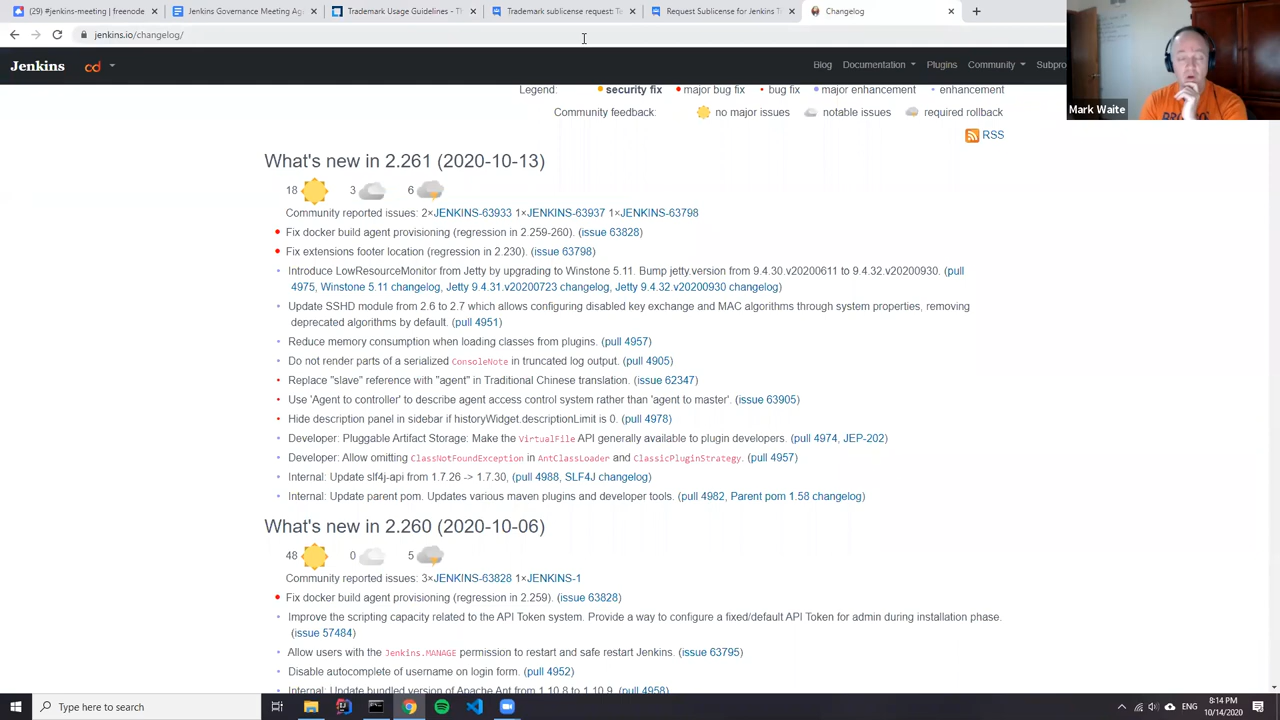 (29) #jenkins T
Jenkins Governance Meeting Ag
Trademark Usage Guidelines - Th
Trademark sublicense request: Te
Request Sublicense for Jenkins Tr
Changelog
jenkins.io/changelog/
Jenkins
cd
Blog
Documentation
Plugins
Community
Subpro
Mark Waite
Legend:
security fix
major bug fix
bug fix
major enhancement
enhancement
Community feedback:
no major issues
notable issues
required rollback
RSS
What's new in 2.261 (2020-10-13)
18
3
6
Community reported issues: 2×JENKINS-63933 1×JENKINS-63937 1×JENKINS-63798
Fix docker build agent provisioning (regression in 2.259-260). (issue 63828)
Fix extensions footer location (regression in 2.230). (issue 63798)
Introduce LowResourceMonitor from Jetty by upgrading to Winstone 5.11. Bump jetty.version from 9.4.30.v20200611 to 9.4.32.v20200930. (pull
4975, Winstone 5.11 changelog, Jetty 9.4.31.v20200723 changelog, Jetty 9.4.32.v20200930 changelog)
Update SSHD module from 2.6 to 2.7 which allows configuring disabled key exchange and MAC algorithms through system properties, removing
deprecated algorithms by default. (pull 4951)
Reduce memory consumption when loading classes from plugins. (pull 4957)
Do not render parts of a serialized ConsoleNote in truncated log output. (pull 4905)
Replace "slave" reference with "agent" in Traditional Chinese translation. (issue 62347)
Use 'Agent to controller' to describe agent access control system rather than 'agent to master'. (issue 63905)
Hide description panel in sidebar if historyWidget.descriptionLimit is 0. (pull 4978)
Developer: Pluggable Artifact Storage: Make the VirtualFile API generally available to plugin developers. (pull 4974, JEP-202)
Developer: Allow omitting ClassNotFoundException in AntClassLoader and ClassicPluginStrategy. (pull 4957)
Internal: Update slf4j-api from 1.7.26 -> 1.7.30, (pull 4988, SLF4J changelog)
Internal: Update parent pom. Updates various maven plugins and developer tools. (pull 4982, Parent pom 1.58 changelog)
What's new in 2.260 (2020-10-06)
48
0
5
Community reported issues: 3×JENKINS-63828 1×JENKINS-1
Fix docker build agent provisioning (regression in 2.259). (issue 63828)
Improve the scripting capacity related to the API Token system. Provide a way to configure a fixed/default API Token for admin during installation phase.
(issue 57484)
Allow users with the Jenkins.MANAGE permission to restart and safe restart Jenkins. (issue 63795)
Disable autocomplete of username on login form. (pull 4952)
Internal: Update bundled version of Apache Ant from 1.10.8 to 1.10.9. (pull 4958)
Type here to search
ENG
8:14 PM
10/14/2020